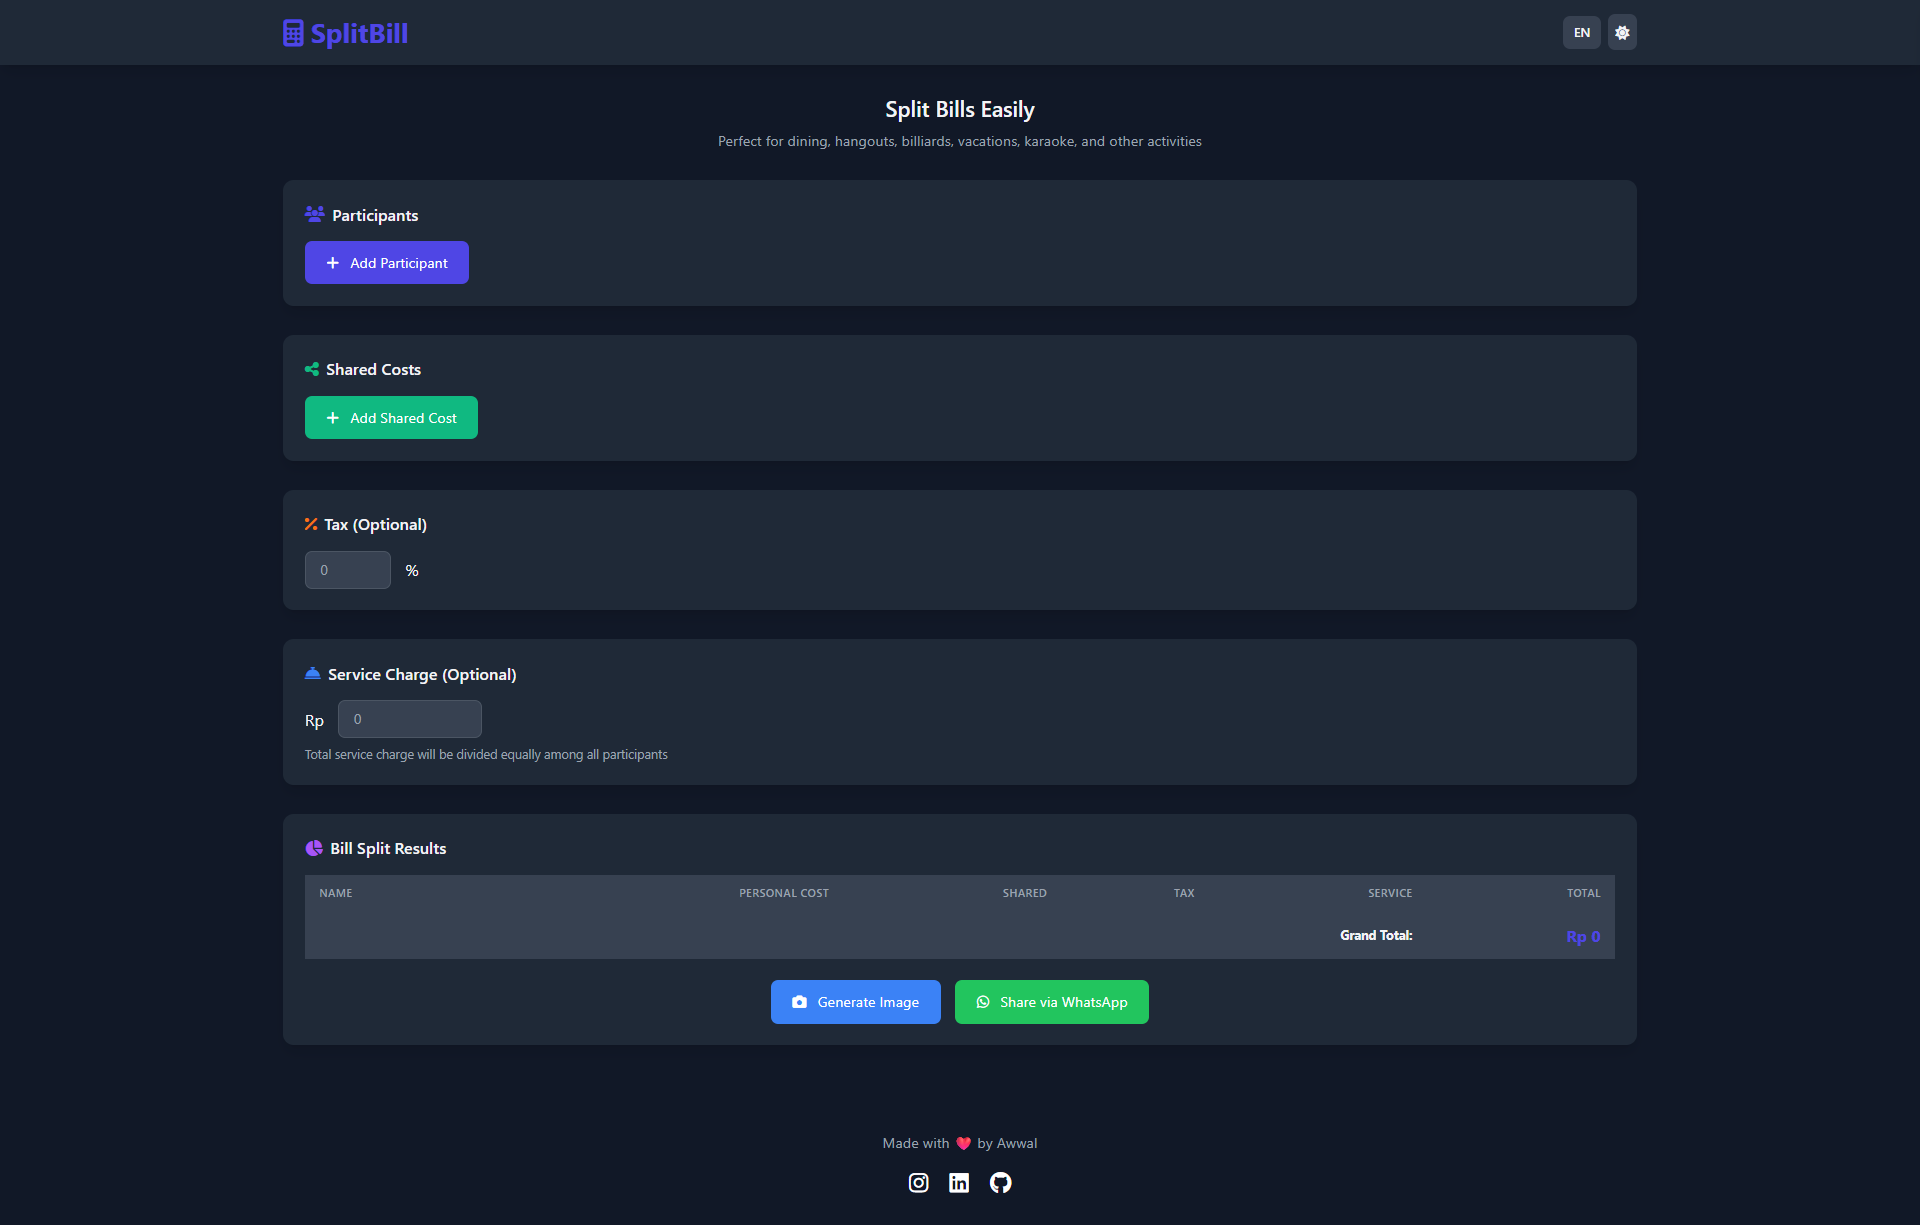 SplitBill
EN
Split Bills Easily
Perfect for dining, hangouts, billiards, vacations, karaoke, and other activities
Participants
Add Participant
Shared Costs
Add Shared Cost
Tax (Optional)
0 %
Service Charge (Optional)
Rp 0
Total service charge will be divided equally among all participants
Bill Split Results
NAME PERSONAL COST SHARED TAX SERVICE TOTAL
Grand Total: Rp 0
Generate Image
Share via WhatsApp
Made with ❤️ by Awwal